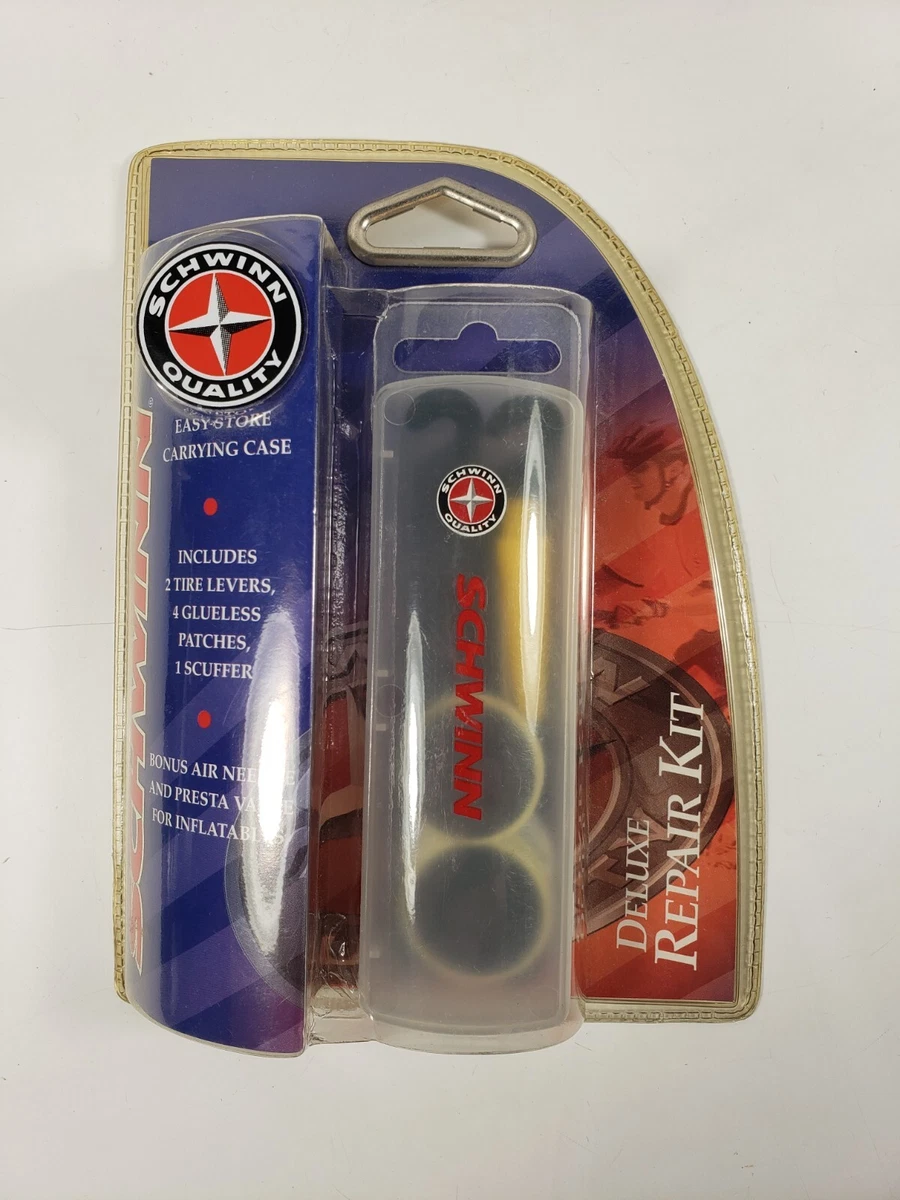 SCHWINN
QUALITY
EASY-STORE
CARRYING CASE
INCLUDES
2 TIRE LEVERS,
4 GLUELESS
PATCHES,
1 SCUFFER
BONUS AIR
AND PRESTA
FOR
SCHWINN
SCHWINN
QUALITY
SCHWINN
DELUXE
REPAIR KIT